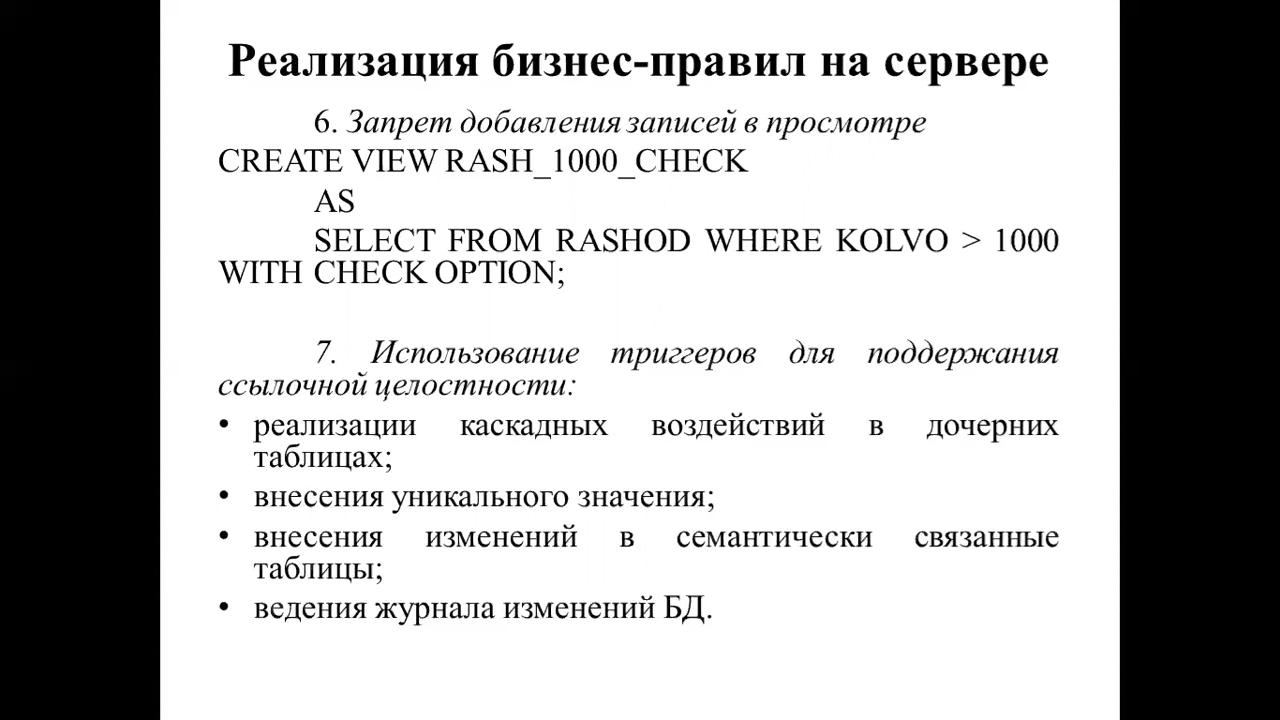 Реализация бизнес-правил на сервере
6. Запрет добавления записей в просмотре
CREATE VIEW RASH_1000_CHECK
AS
SELECT FROM RASHOD WHERE KOLVO > 1000
WITH CHECK OPTION;
7. Использование триггеров для поддержания
ссылочной целостности:
• реализации каскадных воздействий в дочерних
таблицах;
• внесения уникального значения;
• внесения изменений в семантически связанные
таблицы;
• ведения журнала изменений БД.